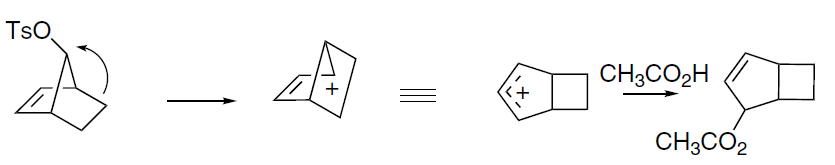 TsO
+
+
CH₃CO₂H
CH₃CO₂